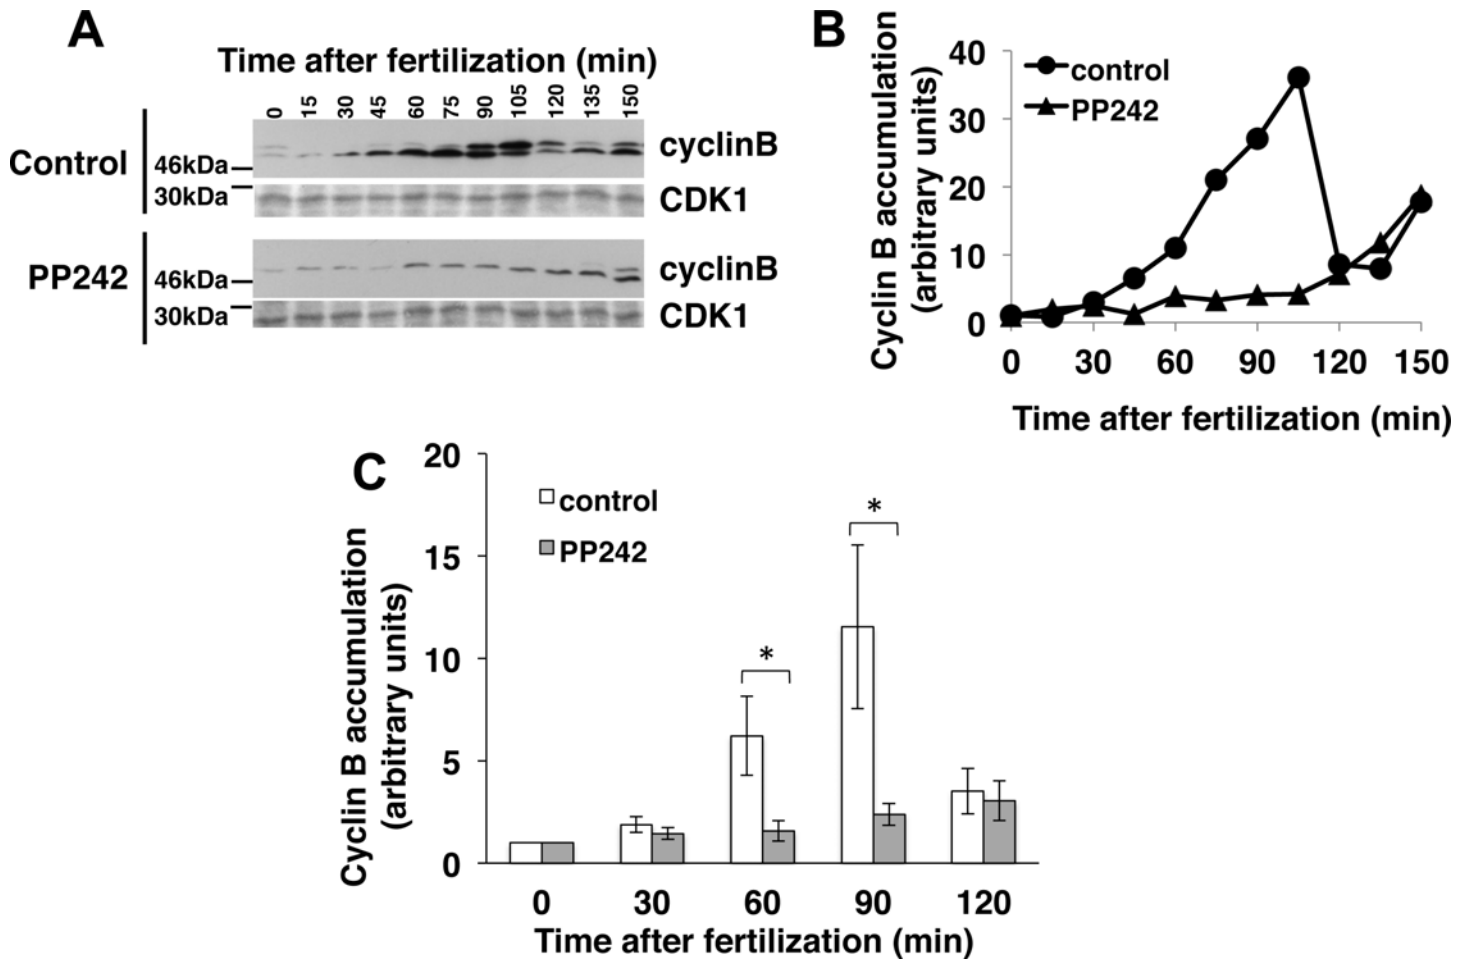 A
Time after fertilization (min)
0 15 30 45 60 75 90 105 120 135 150
Control
46kDa
cyclinB
30kDa
CDK1
PP242
46kDa
cyclinB
30kDa
CDK1
B
Cyclin B accumulation
(arbitrary units)
40
30
20
10
0
control
PP242
0 30 60 90 120 150
Time after fertilization (min)
C
Cyclin B accumulation
(arbitrary units)
20
15
10
5
0
control
PP242
*
*
0 30 60 90 120
Time after fertilization (min)